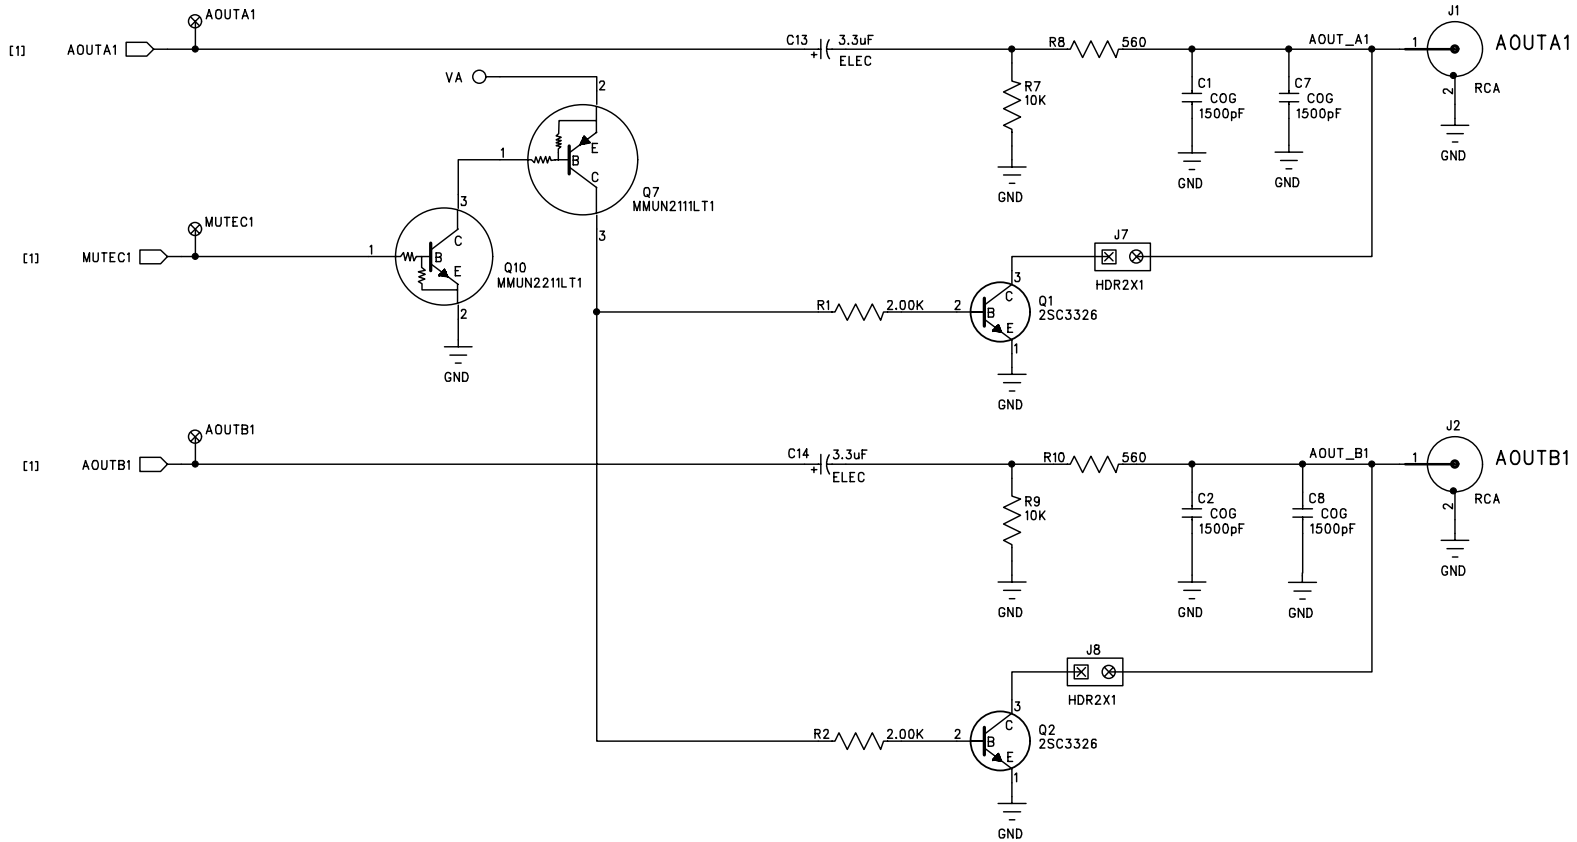 AOUTA1
[1] AOUTA1
C13 3.3uF
+ ELEC
R8 560
AOUT_A1
J1
1
AOUTA1
2
RCA
GND
R7
10K
GND
C1
COG
1500pF
GND
C7
COG
1500pF
GND
VA
2
1
B
E
C
Q7
MMUN2111LT1
3
MUTEC1
[1] MUTEC1
1
3
C
B
E
Q10
MMUN2211LT1
2
GND
J7
HDR2X1
R1 2.00K
2
3
C
B
E
Q1
2SC3326
1
GND
AOUTB1
[1] AOUTB1
C14 3.3uF
+ ELEC
R10 560
AOUT_B1
J2
1
AOUTB1
2
RCA
GND
R9
10K
GND
C2
COG
1500pF
GND
C8
COG
1500pF
GND
J8
HDR2X1
R2 2.00K
2
3
C
B
E
Q2
2SC3326
1
GND